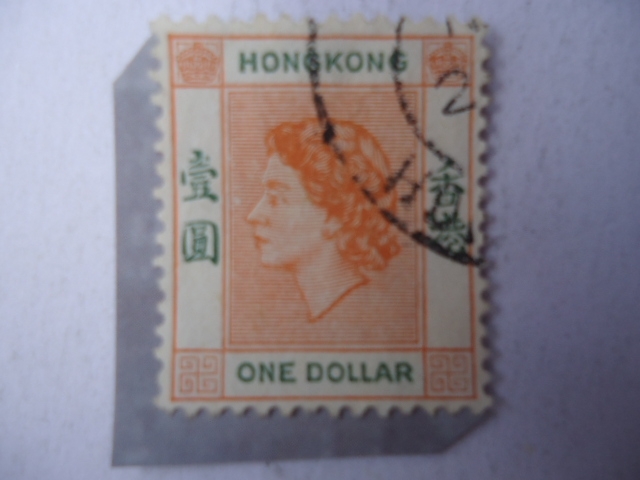 HONGKONG
壹圓
香港
ONE DOLLAR